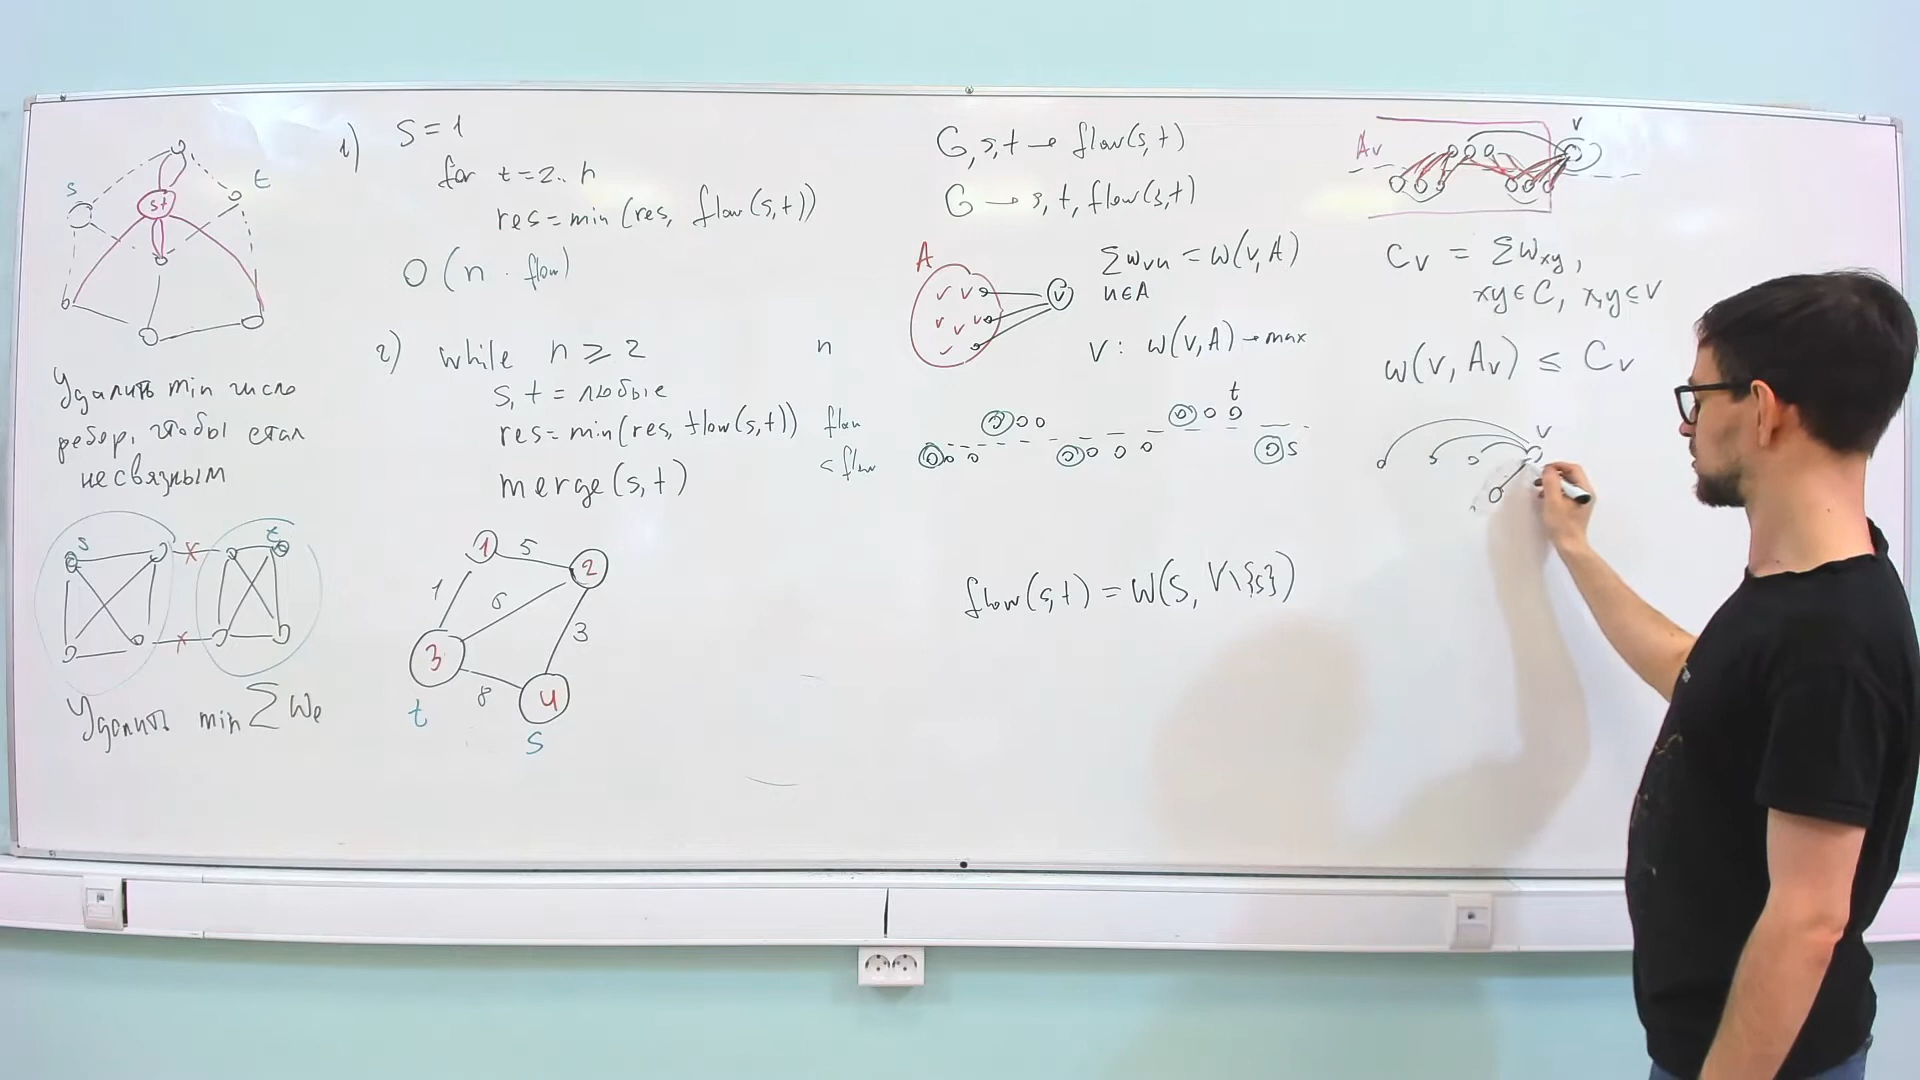 s
t
st
Удалить min число
ребер, чтобы стал
несвязным
s
t
Удалить min ∑ wₑ
1) S = 1
for t = 2.. n
res = min (res, flow(s,t))
O(n · flow)
2) while n ⩾ 2
s, t = любые
res = min(res, flow(s,t))
merge(s,t)
n
flow
< flow
1
5
2
1
6
3
3
8
4
t
s
G, s, t → flow(s,t)
G → s, t, flow(s,t)
A
v
∑ wᵥᵤ = w(v, A)
u∈A
v : w(v, A) → max
t
s
flow(s,t) = w(s, V\{s})
Aᵥ
v
Cᵥ = ∑ wₓᵧ,
xy ∈ C, x,y ≤ v
w(v, Aᵥ) ≤ Cᵥ
v